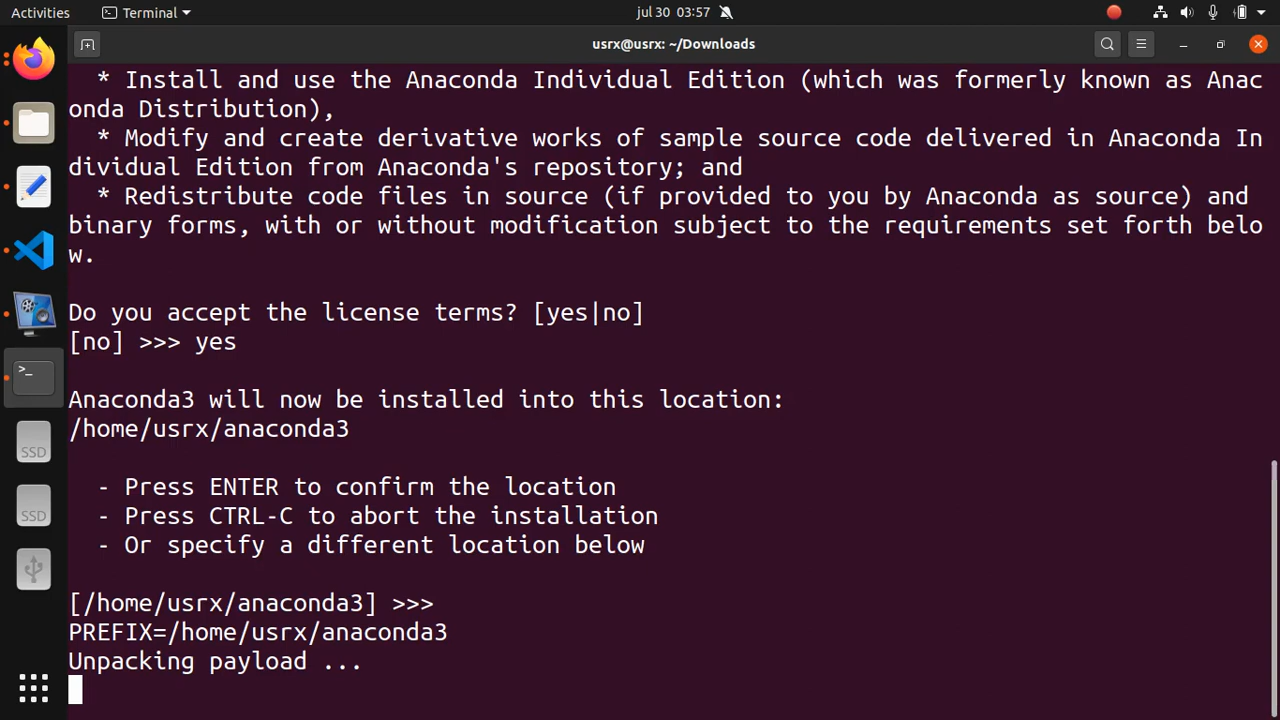 Activities
Terminal
jul 30 03:57
usrx@usrx: ~/Downloads
* Install and use the Anaconda Individual Edition (which was formerly known as Anac
onda Distribution),
* Modify and create derivative works of sample source code delivered in Anaconda In
dividual Edition from Anaconda's repository; and
* Redistribute code files in source (if provided to you by Anaconda as source) and
binary forms, with or without modification subject to the requirements set forth belo
w.
Do you accept the license terms? [yes|no]
[no] >>> yes
Anaconda3 will now be installed into this location:
/home/usrx/anaconda3
- Press ENTER to confirm the location
- Press CTRL-C to abort the installation
- Or specify a different location below
[/home/usrx/anaconda3] >>>
PREFIX=/home/usrx/anaconda3
Unpacking payload ...
>_
SSD
SSD